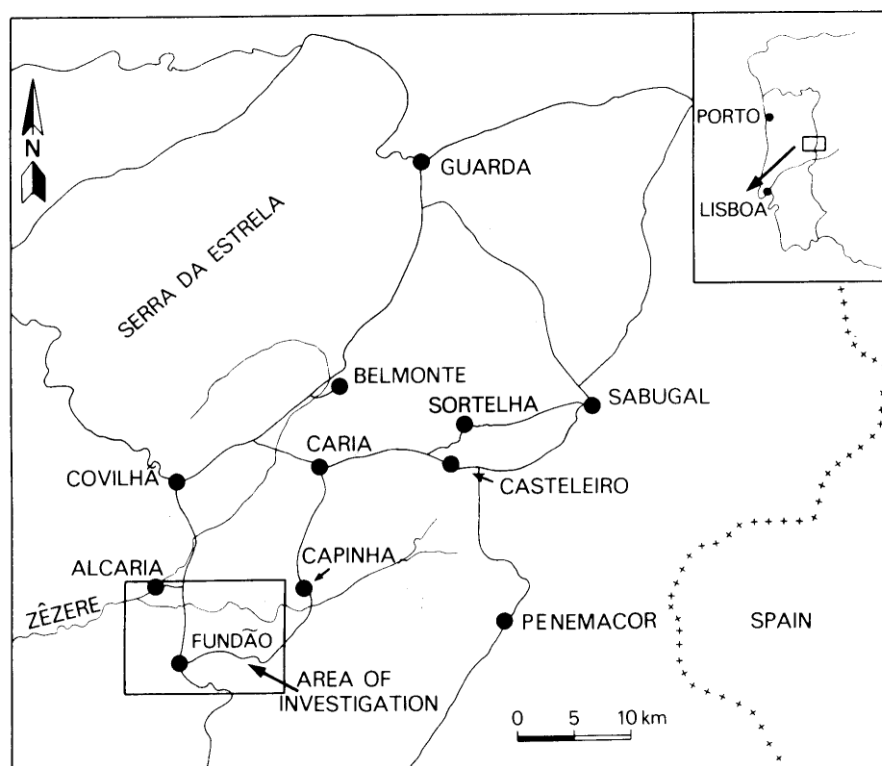 N
GUARDA
PORTO
LISBOA
SERRA DA ESTRELA
BELMONTE
SORTELHA
SABUGAL
CARIA
COVILHÃ
CASTELEIRO
ALCARIA
CAPINHA
ZÊZERE
FUNDÃO
PENEMACOR
SPAIN
AREA OF
INVESTIGATION
0 5 10 km